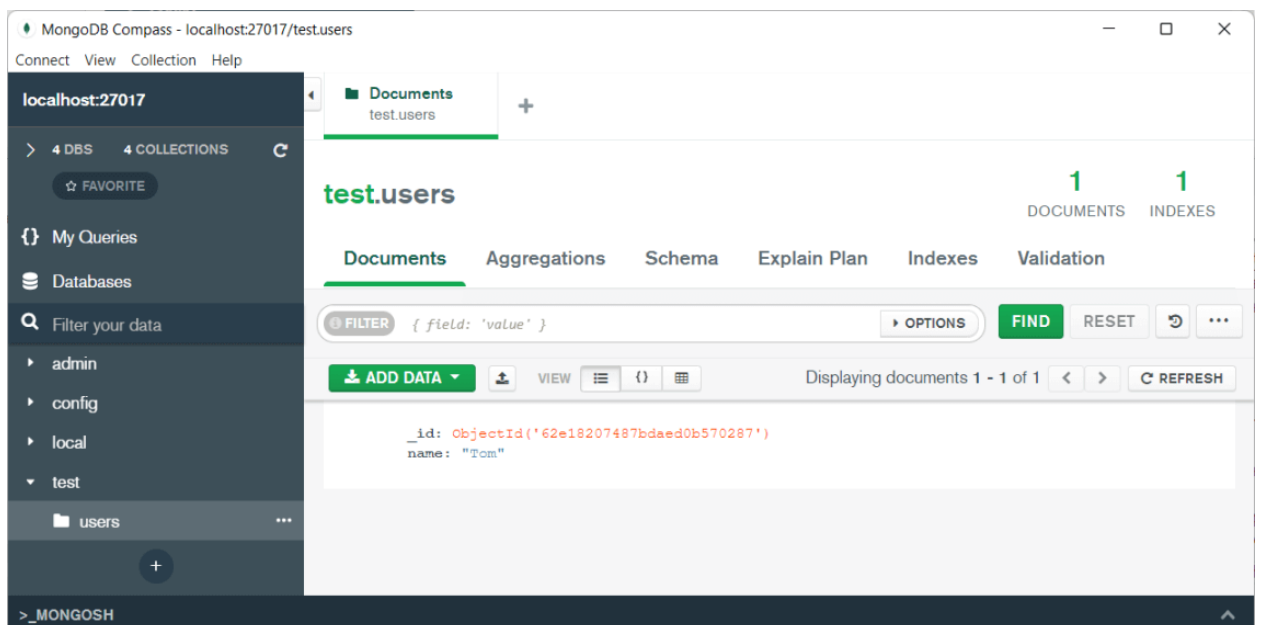 MongoDB Compass - localhost:27017/test.users
Connect View Collection Help
localhost:27017
Documents
test.users
4 DBS 4 COLLECTIONS
FAVORITE
test.users
1 DOCUMENTS
1 INDEXES
{} My Queries
Databases
Filter your data
Documents Aggregations Schema Explain Plan Indexes Validation
FILTER { field: 'value' } OPTIONS FIND RESET
admin
config
local
test
users
ADD DATA VIEW {} Displaying documents 1 - 1 of 1 < > REFRESH
_id: ObjectId('62e18207487bdaed0b570287')
name: "Tom"
>_MONGOSH